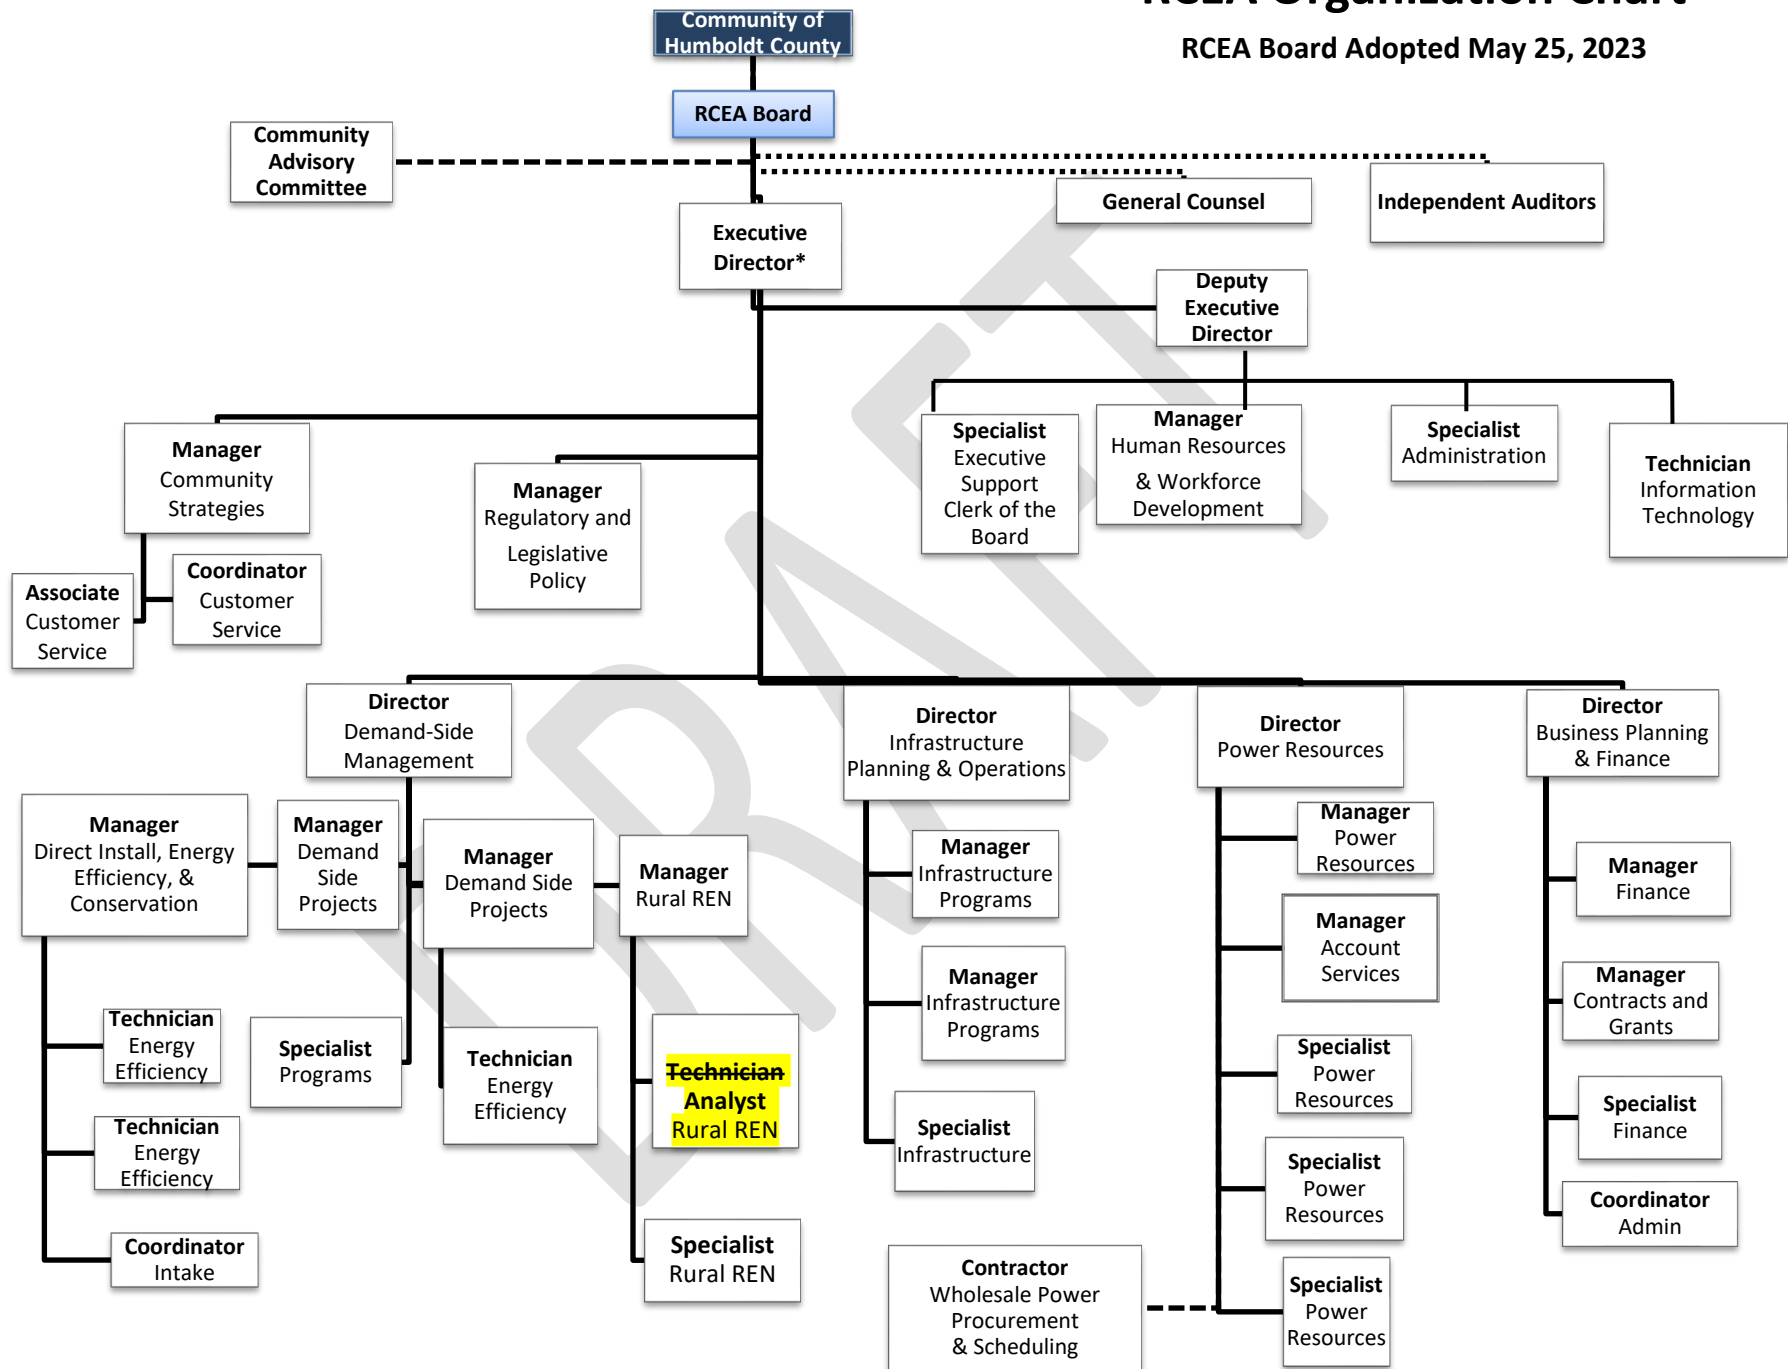 RCEA Organization Chart
RCEA Board Adopted May 25, 2023
Community of
Humboldt County
RCEA Board
Community
Advisory
Committee
General Counsel
Independent Auditors
Executive
Director*
Deputy
Executive
Director
Manager
Community
Strategies
Manager
Regulatory and
Legislative
Policy
Specialist
Executive
Support
Clerk of the
Board
Manager
Human Resources
& Workforce
Development
Specialist
Administration
Technician
Information
Technology
Associate
Customer
Service
Coordinator
Customer
Service
Director
Demand-Side
Management
Director
Infrastructure
Planning & Operations
Director
Power Resources
Director
Business Planning
& Finance
Manager
Direct Install, Energy
Efficiency, &
Conservation
Manager
Demand
Side
Projects
Manager
Demand Side
Projects
Manager
Rural REN
Manager
Infrastructure
Programs
Manager
Power
Resources
Manager
Finance
Manager
Account
Services
Manager
Infrastructure
Programs
Manager
Contracts and
Grants
Technician
Energy
Efficiency
Specialist
Programs
Technician
Energy
Efficiency
Technician
Analyst
Rural REN
Specialist
Power
Resources
Specialist
Finance
Technician
Energy
Efficiency
Specialist
Infrastructure
Specialist
Power
Resources
Coordinator
Admin
Coordinator
Intake
Specialist
Rural REN
Contractor
Wholesale Power
Procurement
& Scheduling
Specialist
Power
Resources
DRAFT